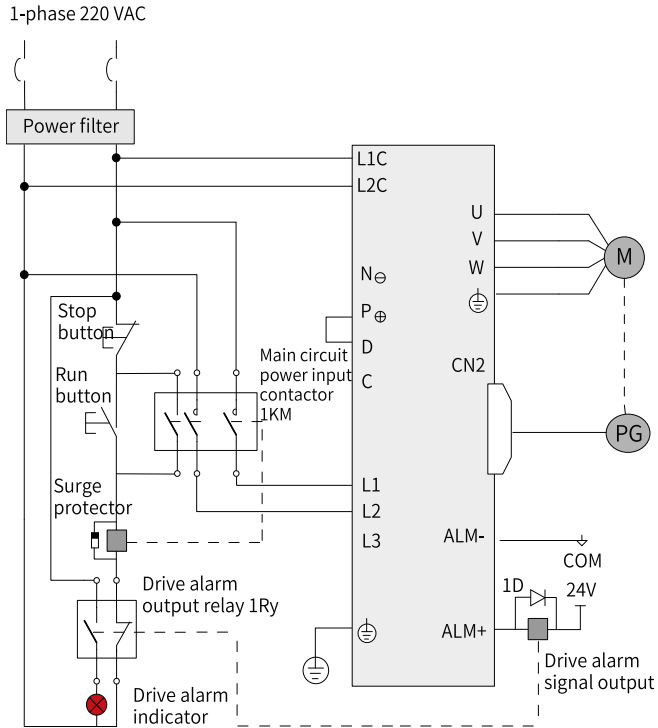 1-phase 220 VAC
Power filter
L1C
L2C
U
V
W
M
N⊖
P⊕
D
C
CN2
PG
Stop
button
Run
button
Main circuit
power input
contactor
1KM
Surge
protector
L1
L2
L3
ALM-
COM
Drive alarm
output relay 1Ry
1D
24V
ALM+
Drive alarm
signal output
Drive alarm
indicator